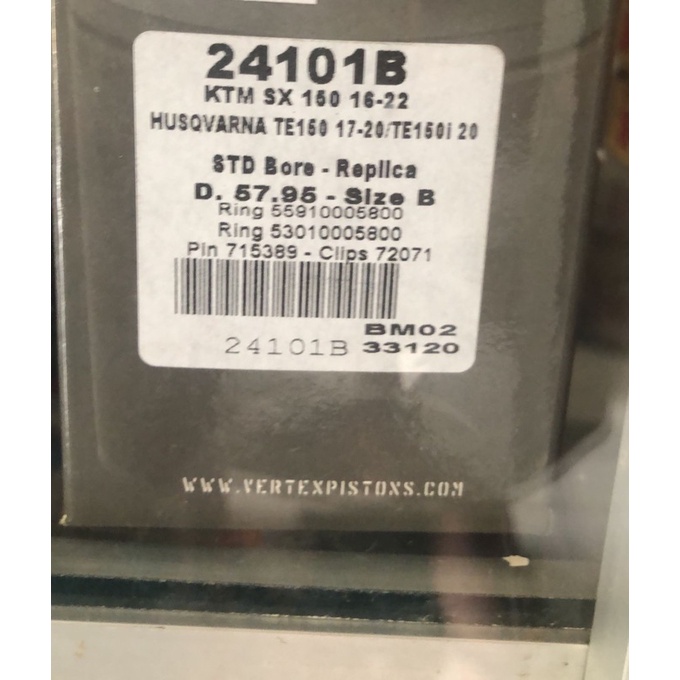 24101B
KTM SX 150 16-22
HUSQVARNA TE150 17-20/TE150i 20
STD Bore - Replica
D. 57.95 - Size B
Ring 55910005800
Ring 53010005800
Pin 715389 - Clips 72071
BM02
24101B 33120
WWW.VERTEXPISTONS.COM